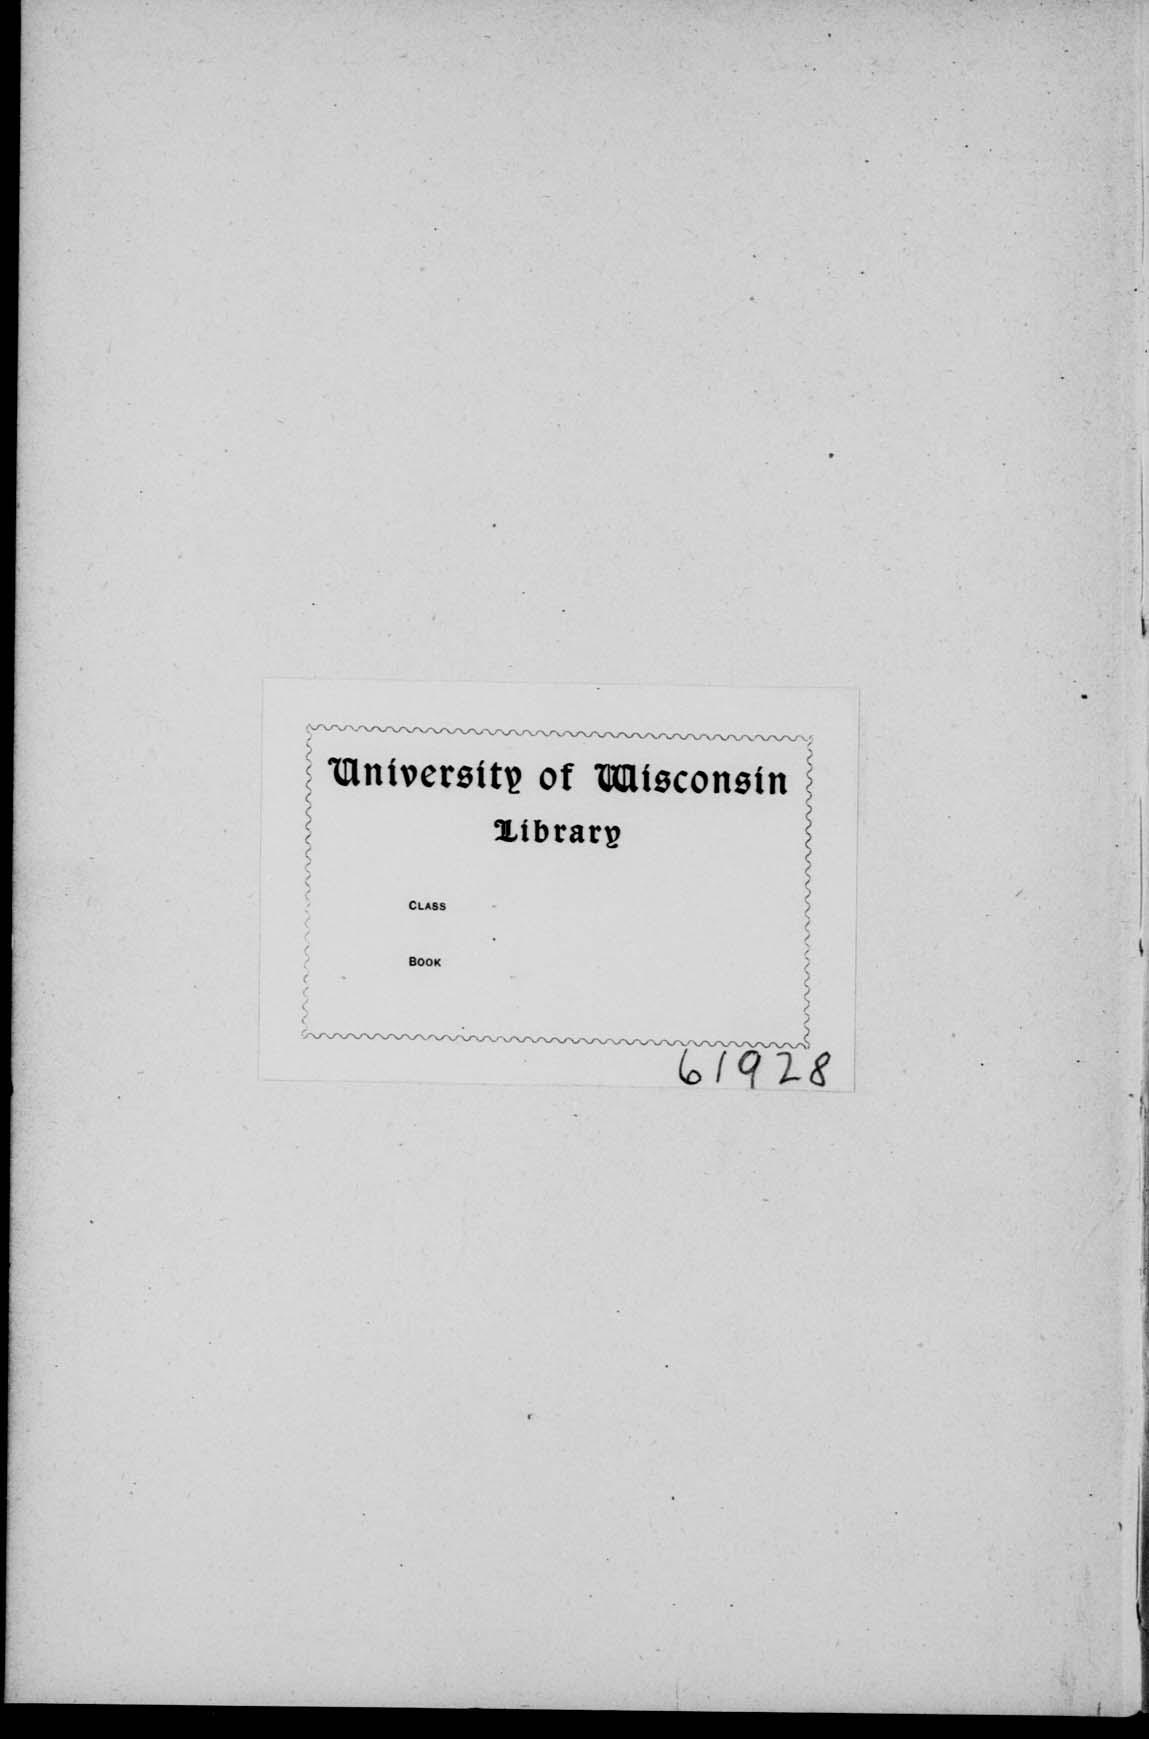 University of Wisconsin
Library
CLASS
BOOK
61928